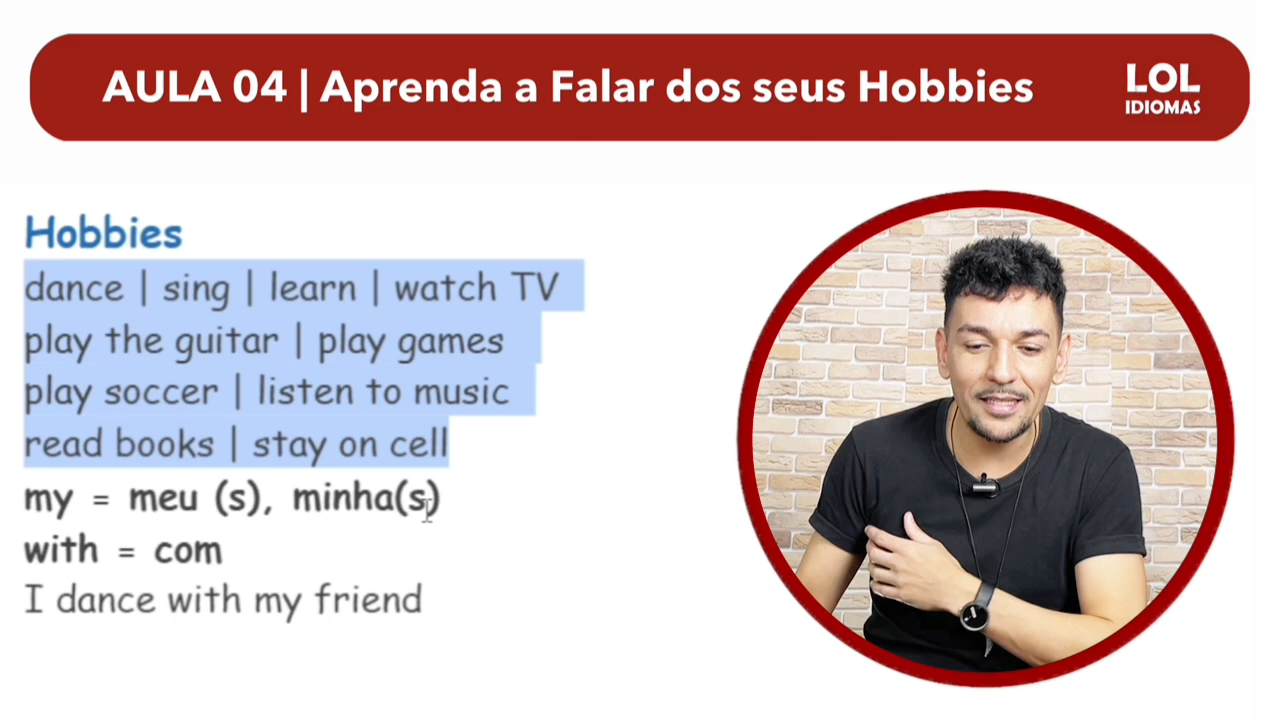 AULA 04 | Aprenda a Falar dos seus Hobbies
LOL
IDIOMAS
Hobbies
dance | sing | learn | watch TV
play the guitar | play games
play soccer | listen to music
read books | stay on cell
my = meu (s), minha(s)
with = com
I dance with my friend